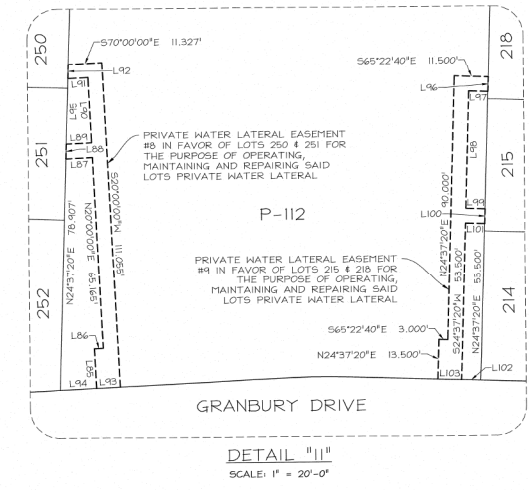 250
S70°00'00"E 11.327'
L92
L91
L90
L89
L88
L87
251
PRIVATE WATER LATERAL EASEMENT
#8 IN FAVOR OF LOTS 250 & 251 FOR
THE PURPOSE OF OPERATING,
MAINTAINING AND REPAIRING SAID
LOTS PRIVATE WATER LATERAL
S20°00'00"W 111.055'
N20°00'00"E 65.165'
N24°37'20"E 78.907'
252
L86
L85
L94
L93
P-112
218
S65°22'40"E 11.500'
L96
L97
L98
215
L99
L100
L101
90.000'
N24°37'20"E
PRIVATE WATER LATERAL EASEMENT
#9 IN FAVOR OF LOTS 215 & 218 FOR
THE PURPOSE OF OPERATING,
MAINTAINING AND REPAIRING SAID
LOTS PRIVATE WATER LATERAL
S24°37'20"W 53.500'
N24°37'20"E 53.500'
214
S65°22'40"E 3.000'
N24°37'20"E 13.500'
L103
L102
GRANBURY DRIVE
DETAIL "11"
SCALE: 1" = 20'-0"